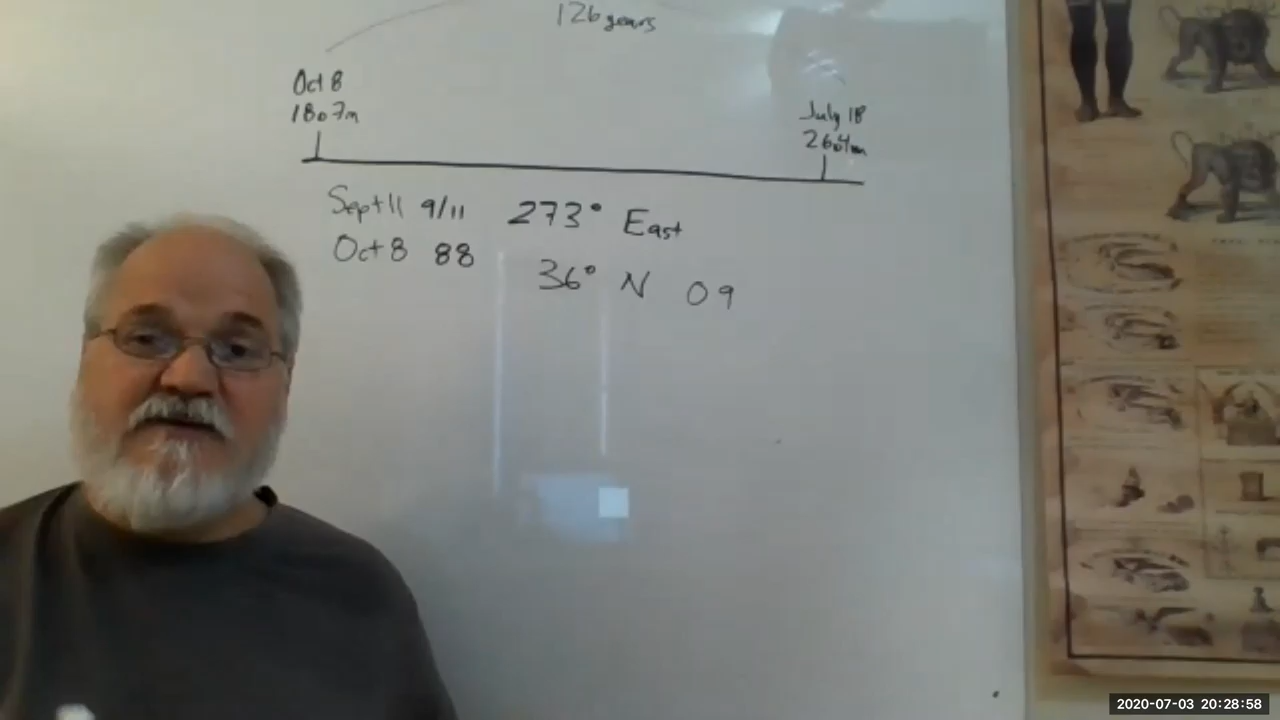 126 years
Oct 8
1807m
July 18
2604m
Sept 11 9/11 273° East
Oct 8 88
36° N 09
2020-07-03 20:28:58